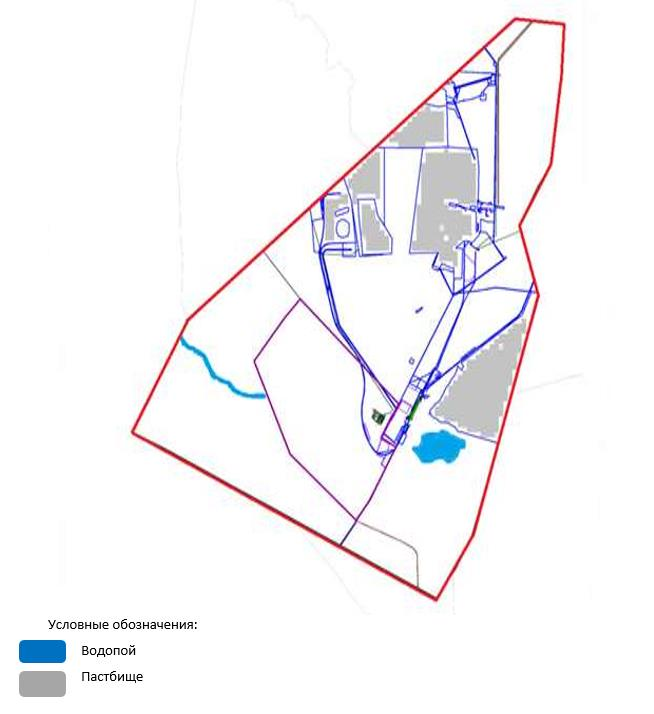 Условные обозначения:
Водопой
Пастбище